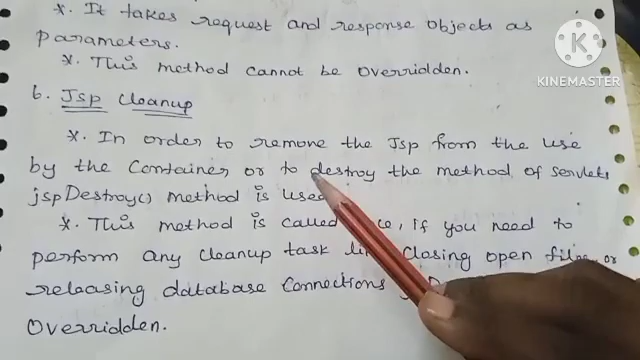 *. It takes request and response objects as
parameters.
*. This method cannot be overridden.
6. Jsp Cleanup
*. In order to remove the Jsp from the use
by the Container or to destroy the method of servlets
jspDestroy() method is used
*. This method is called if you need to
perform any cleanup task closing open files, or
releasing database Connections
Overridden.
KINEMASTER